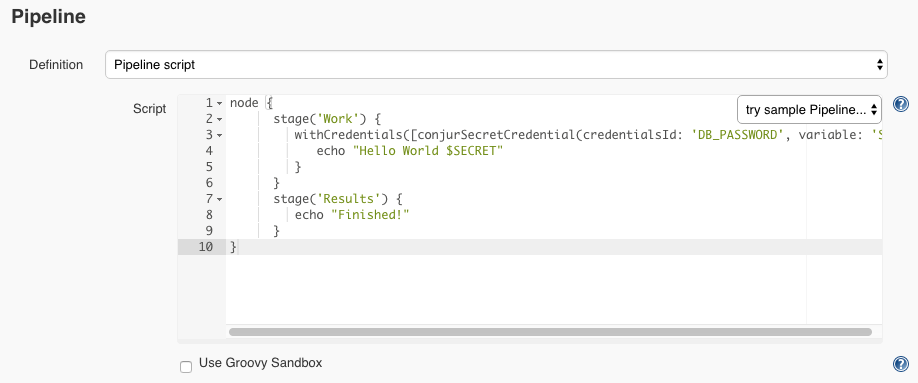 Pipeline
Definition
Pipeline script
Script
try sample Pipeline...
1 node {
2 stage('Work') {
3 withCredentials([conjurSecretCredential(credentialsId: 'DB_PASSWORD', variable: 'S
4 echo "Hello World $SECRET"
5 }
6 }
7 stage('Results') {
8 echo "Finished!"
9 }
10 }
Use Groovy Sandbox